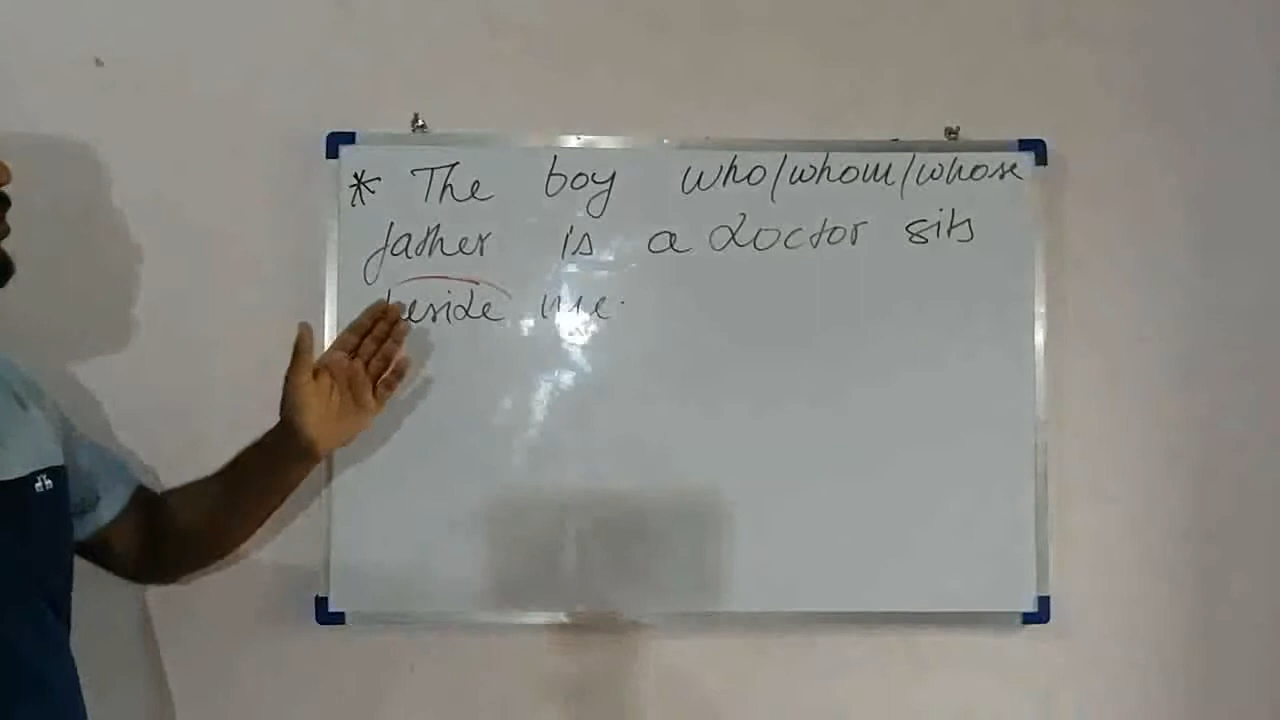 * The boy who/whom/whose
father is a doctor sits
beside me.